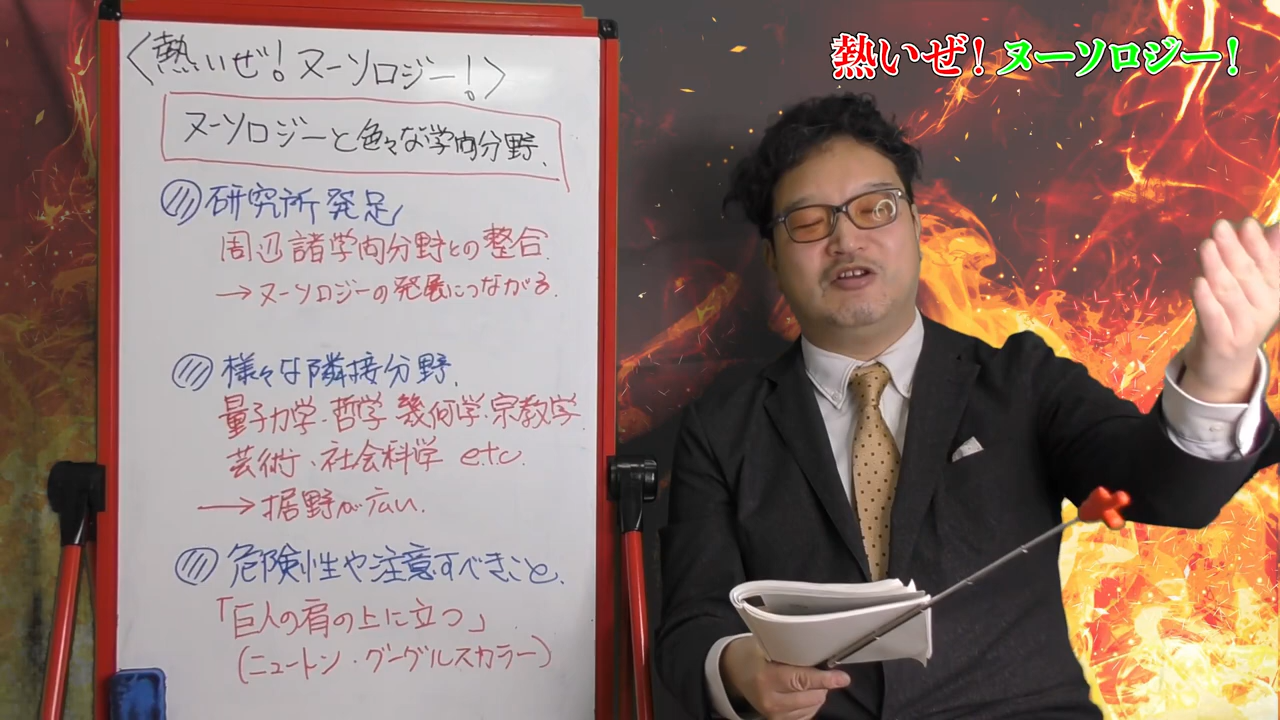 〈熱いぜ!ヌーソロジー!〉
ヌーソロジーと色々な学問分野.
研究所発足
周辺諸学問分野との整合.
→ヌーソロジーの発展につながる.
様々な隣接分野.
量子力学・哲学・幾何学・宗教学
芸術、社会科学 e.t.c.
→裾野が広い.
危険性や注意すべきこと.
「巨人の肩の上に立つ」
(ニュートン・グーグルスカラー)
熱いぜ!ヌーソロジー!